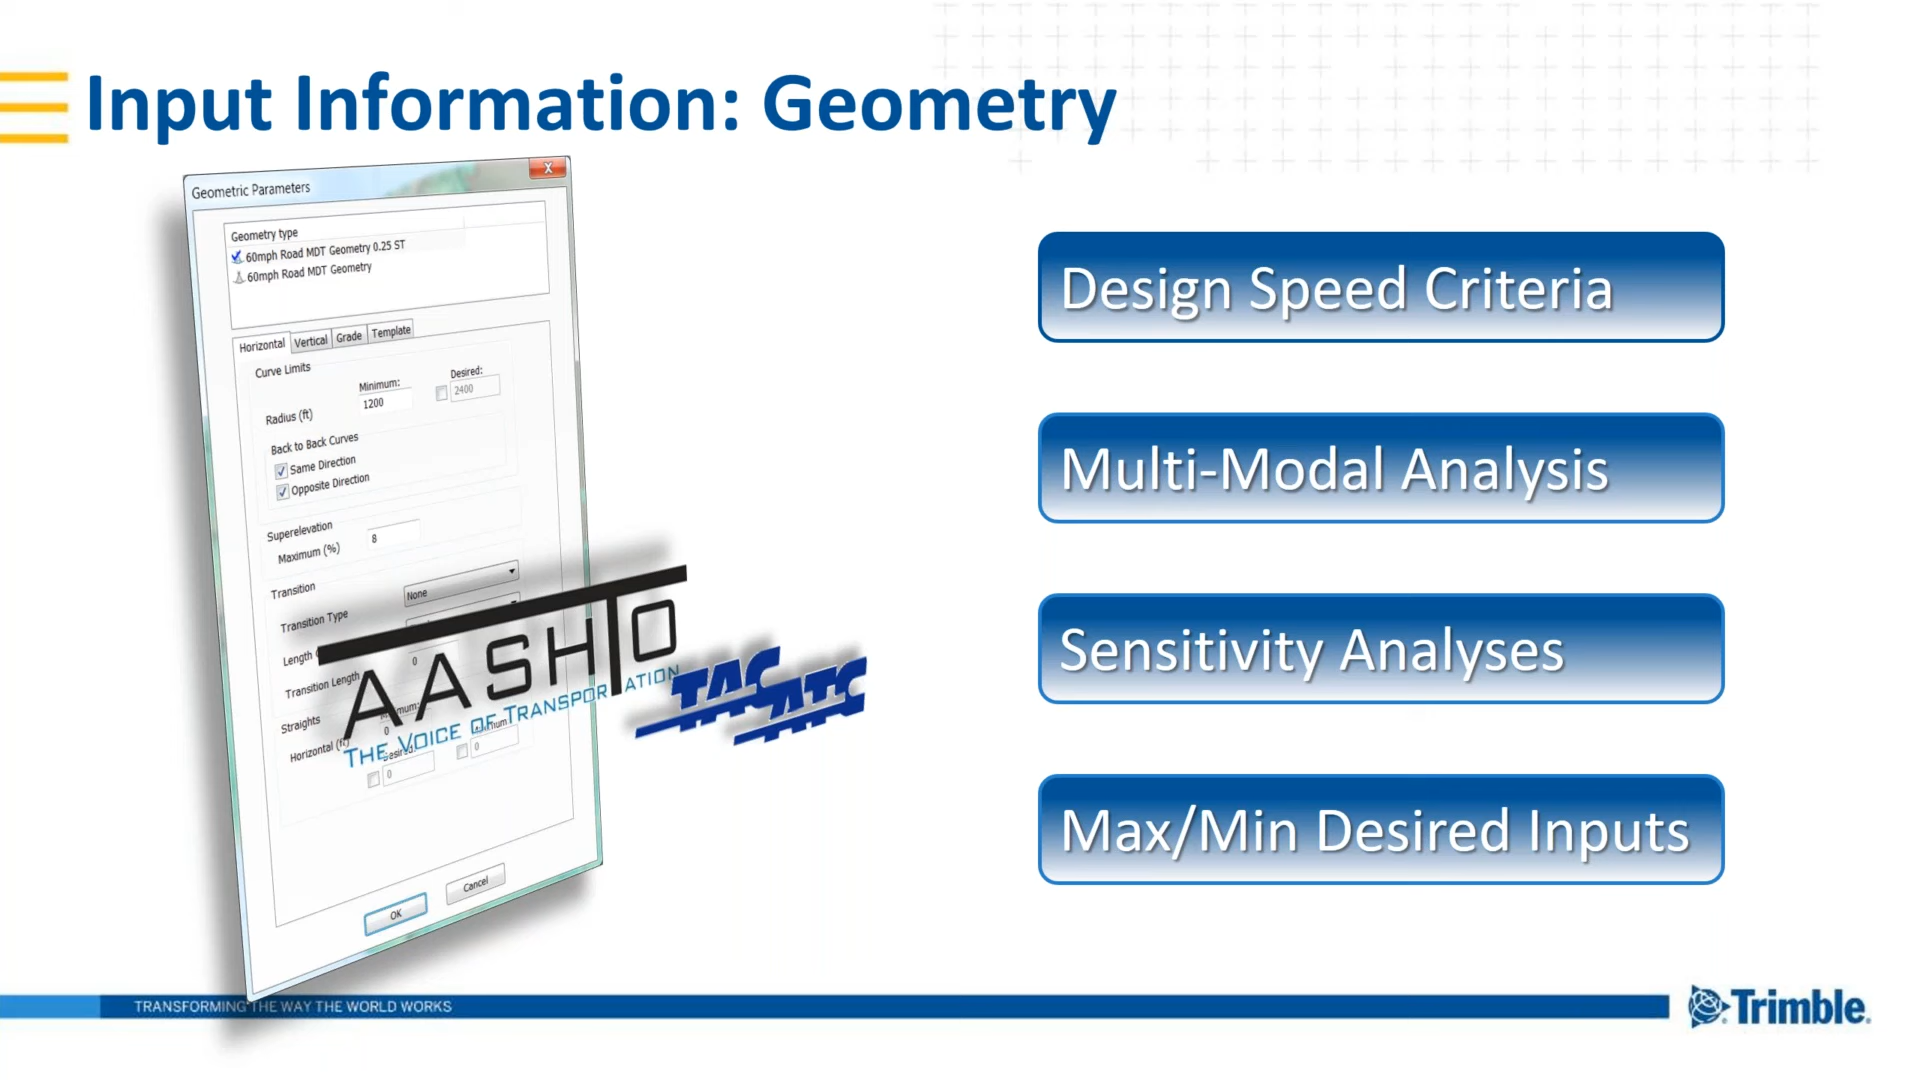 Input Information: Geometry
Geometric Parameters
X
Geometry type
60mph Road MDT Geometry 0.25 ST
60mph Road MDT Geometry
Horizontal Vertical Grade Template
Curve Limits
Minimum: Desired:
Radius (ft) 1200 2400
Back to Back Curves
Same Direction
Opposite Direction
Superelevation
Maximum (%) 8
Transition
Transition Type None
Length
0
Transition Length
Straights
0
Horizontal (ft)
0 0
OK Cancel
AASHTO
THE VOICE OF TRANSPORTATION
TAC
ATC
Design Speed Criteria
Multi-Modal Analysis
Sensitivity Analyses
Max/Min Desired Inputs
TRANSFORMING THE WAY THE WORLD WORKS
Trimble